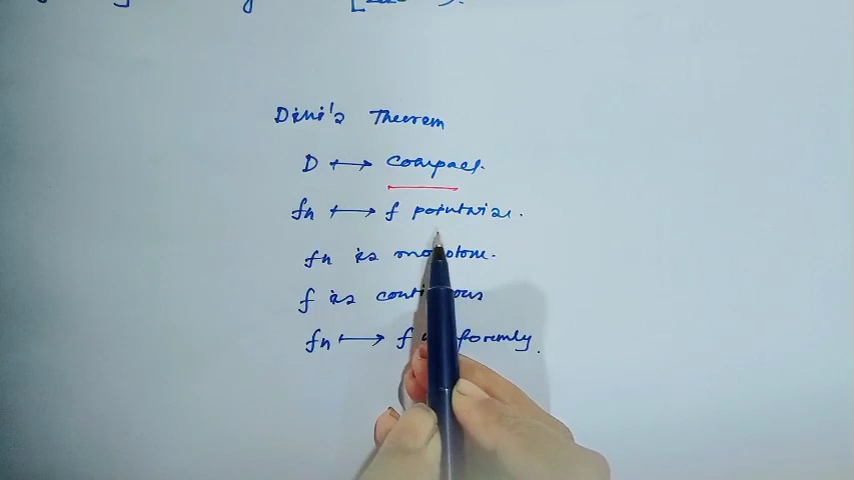 Dini's Theorem
D ⟷ compact.
fn ⟷ f pointwise.
fn is monotone.
f is continuous
fn ⟷ f uniformly.